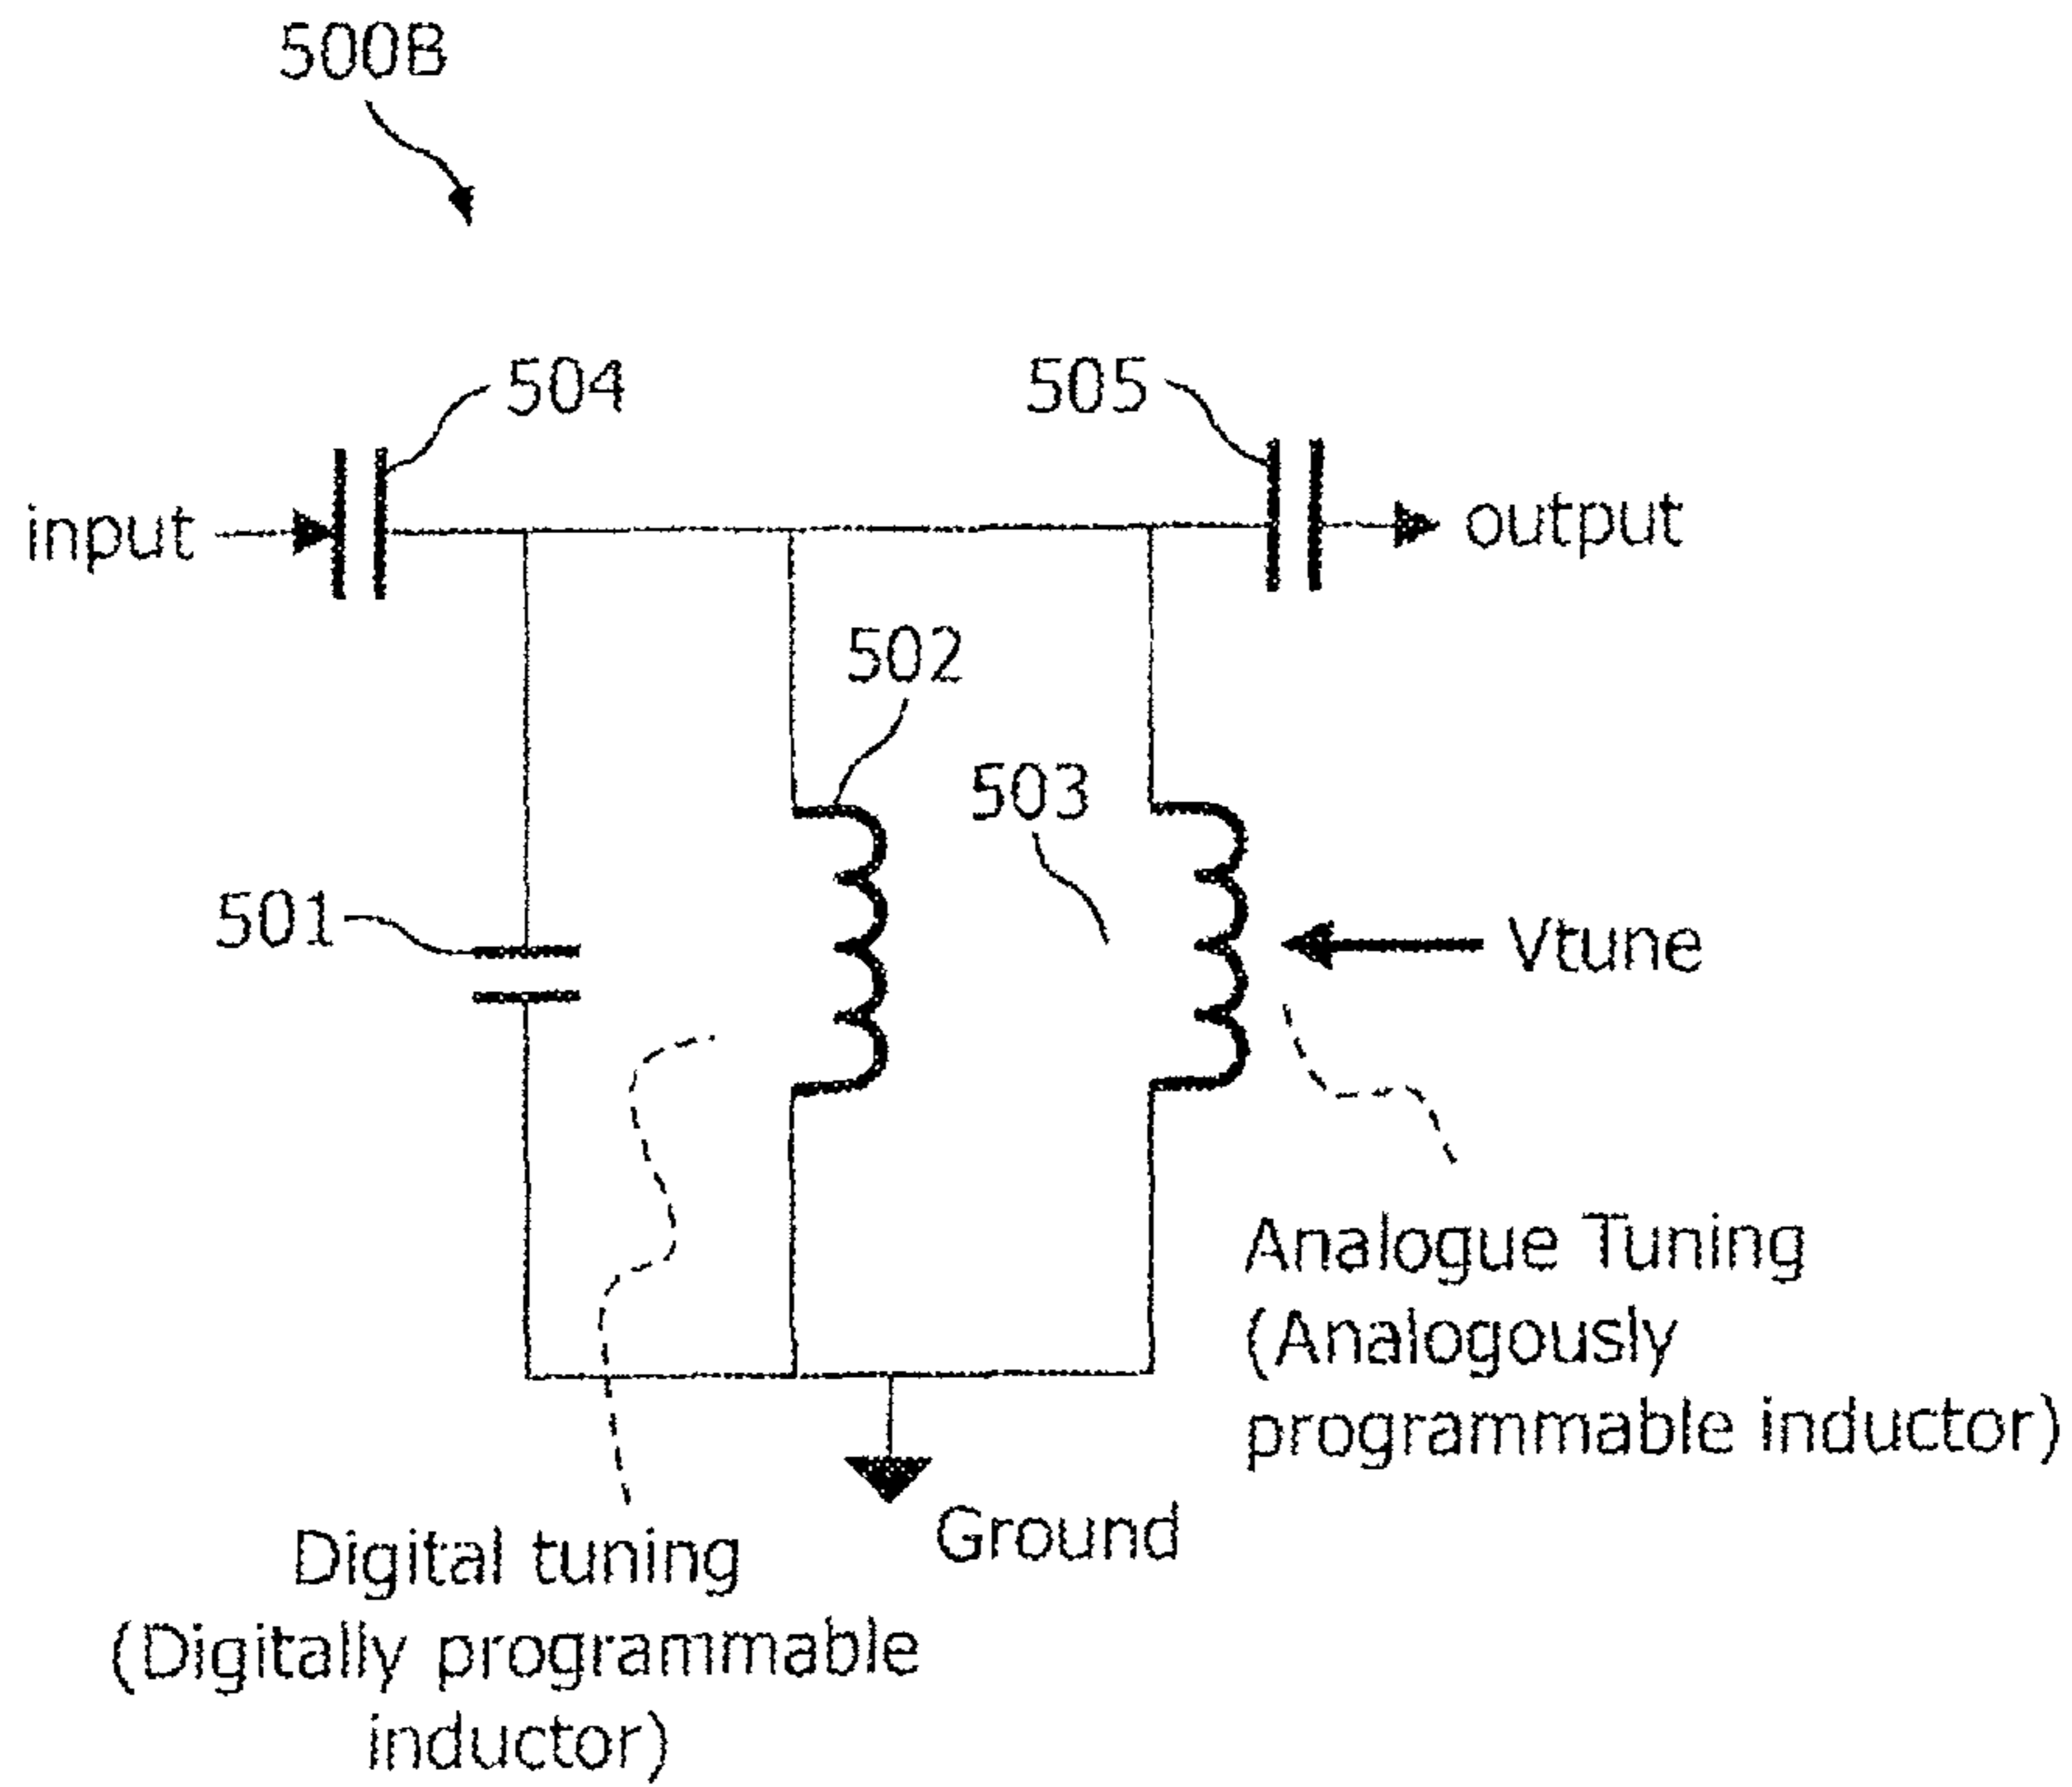 500B
504
505
input
output
502
503
501
Vtune
Analogue Tuning
(Analogously
programmable inductor)
Ground
Digital tuning
(Digitally programmable
inductor)